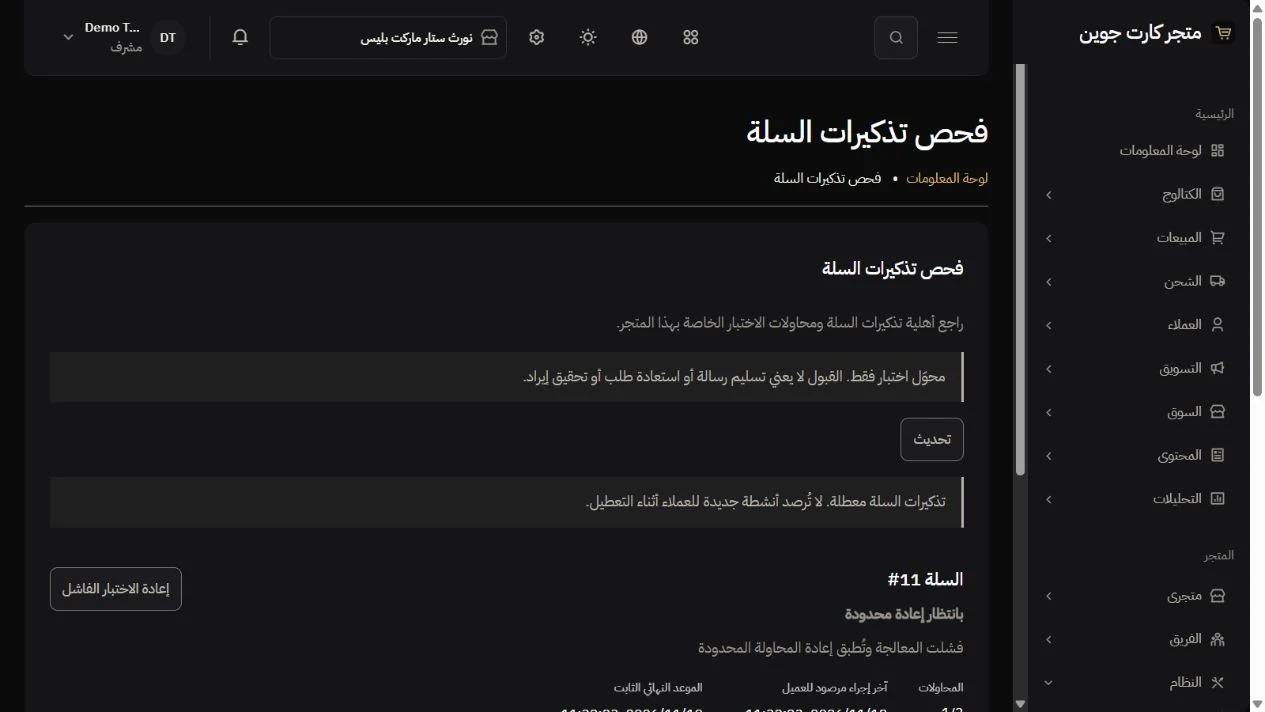 متجر كارت جوين
نورث ستار ماركت بليس
DT
Demo T...
مشرف
الرئيسية
لوحة المعلومات
الكتالوج
المبيعات
الشحن
العملاء
التسويق
السوق
المحتوى
التحليلات
المتجر
متجرى
الفريق
النظام
فحص تذكيرات السلة
لوحة المعلومات • فحص تذكيرات السلة
فحص تذكيرات السلة
راجع أهلية تذكيرات السلة ومحاولات الاختبار الخاصة بهذا المتجر.
محوّل اختبار فقط. القبول لا يعني تسليم رسالة أو استعادة طلب أو تحقيق إيراد.
تحديث
تذكيرات السلة معطلة. لا تُرصد أنشطة جديدة للعملاء أثناء التعطيل.
السلة 11#
إعادة الاختبار الفاشل
بانتظار إعادة محدودة
فشلت المعالجة وتُطبق إعادة المحاولة المحدودة
المحاولات
آخر إجراء مرصود للعميل
الموعد النهائي الثابت